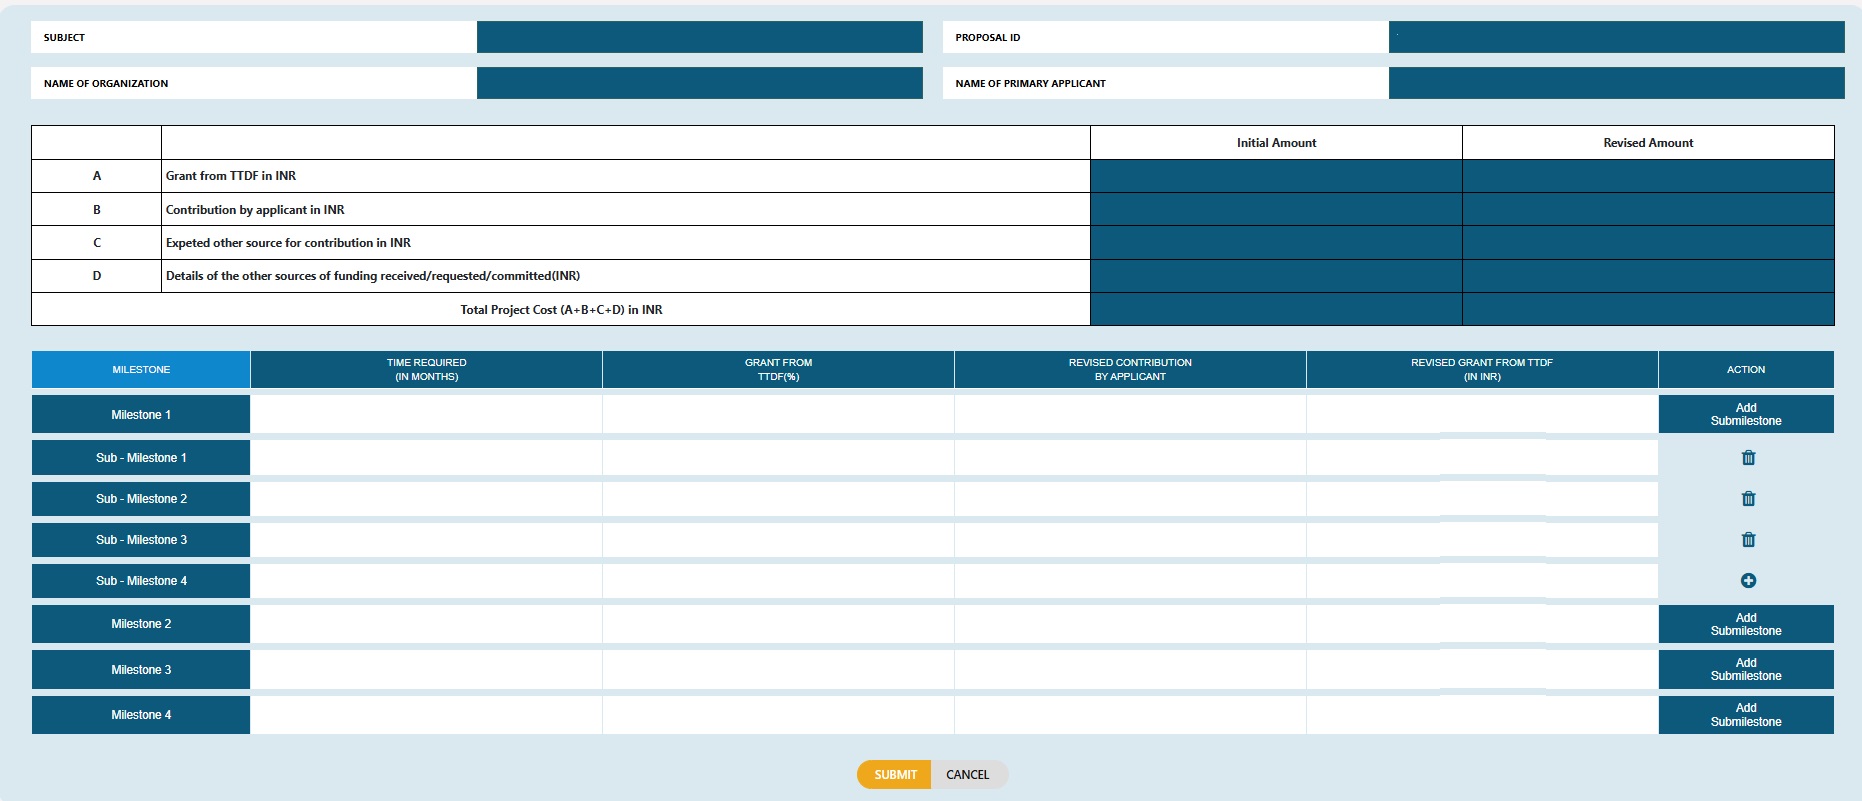 SUBJECT
PROPOSAL ID
NAME OF ORGANIZATION
NAME OF PRIMARY APPLICANT
Initial Amount
Revised Amount
A
Grant from TTDF in INR
B
Contribution by applicant in INR
C
Expeted other source for contribution in INR
D
Details of the other sources of funding received/requested/committed(INR)
Total Project Cost (A+B+C+D) in INR
MILESTONE
TIME REQUIRED
(IN MONTHS)
GRANT FROM
TTDF(%)
REVISED CONTRIBUTION
BY APPLICANT
REVISED GRANT FROM TTDF
(IN INR)
ACTION
Milestone 1
Add
Submilestone
Sub - Milestone 1
Sub - Milestone 2
Sub - Milestone 3
Sub - Milestone 4
Milestone 2
Add
Submilestone
Milestone 3
Add
Submilestone
Milestone 4
Add
Submilestone
SUBMIT
CANCEL